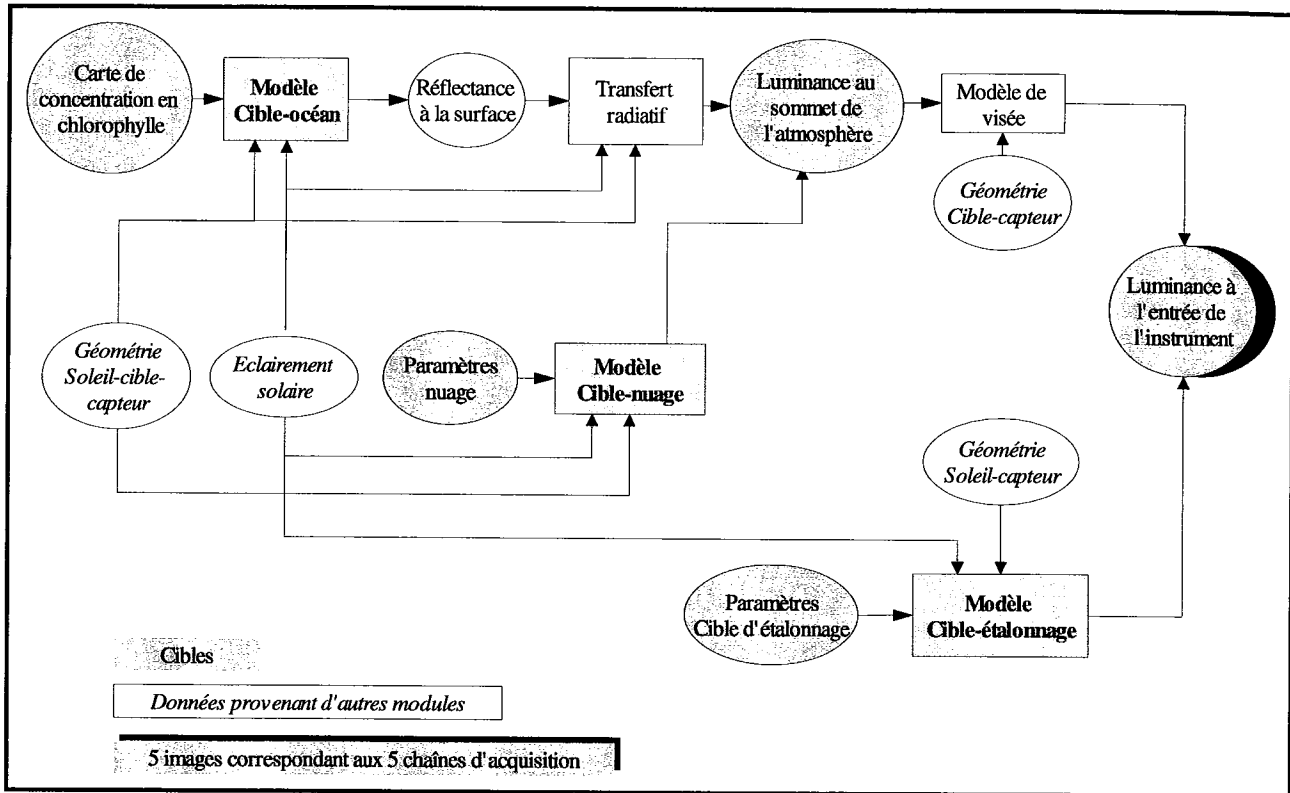 Carte de
concentration en
chlorophylle
Modèle
Cible-océan
Réflectance
à la surface
Transfert
radiatif
Luminance au
sommet de
l'atmosphère
Modèle de
visée
Géométrie
Cible-capteur
Luminance à
l'entrée de
l'instrument
Géométrie
Soleil-cible-
capteur
Eclairement
solaire
Paramètres
nuage
Modèle
Cible-nuage
Géométrie
Soleil-capteur
Paramètres
Cible d'étalonnage
Modèle
Cible-étalonnage
Cibles
Données provenant d'autres modules
5 images correspondant aux 5 chaînes d'acquisition